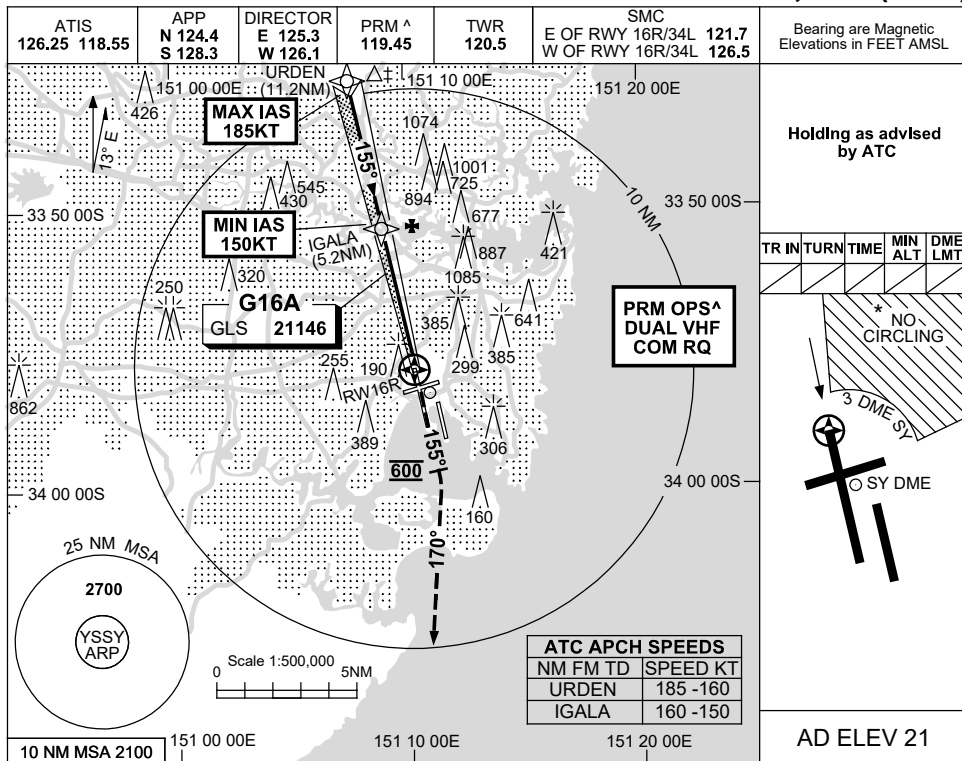 ATIS
126.25 118.55
APP
N 124.4
S 128.3
DIRECTOR
E 125.3
W 126.1
PRM ^
119.45
TWR
120.5
SMC
E OF RWY 16R/34L 121.7
W OF RWY 16R/34L 126.5
Bearing are Magnetic
Elevations in FEET AMSL
151 00 00E
URDEN
(11.2NM)
‡
151 10 00E
151 20 00E
426
13° E
MAX IAS
185KT
155°
1074
1001
725
894
677
545
430
10 NM
33 50 00S
33 50 00S
MIN IAS
150KT
IGALA
(5.2NM)
887
421
1085
320
250
G16A
GLS 21146
385
641
385
299
PRM OPS^
DUAL VHF
COM RQ
862
255
190
RW16R
389
155°
306
600
34 00 00S
34 00 00S
160
170°
25 NM MSA
2700
YSSY
ARP
Scale 1:500,000
0
5NM
ATC APCH SPEEDS
NM FM TD SPEED KT
URDEN 185 -160
IGALA 160 -150
10 NM MSA 2100
151 00 00E
151 10 00E
151 20 00E
Holding as advised
by ATC
TR IN TURN TIME MIN ALT DME LMT
* NO
CIRCLING
3 DME SY
SY DME
AD ELEV 21